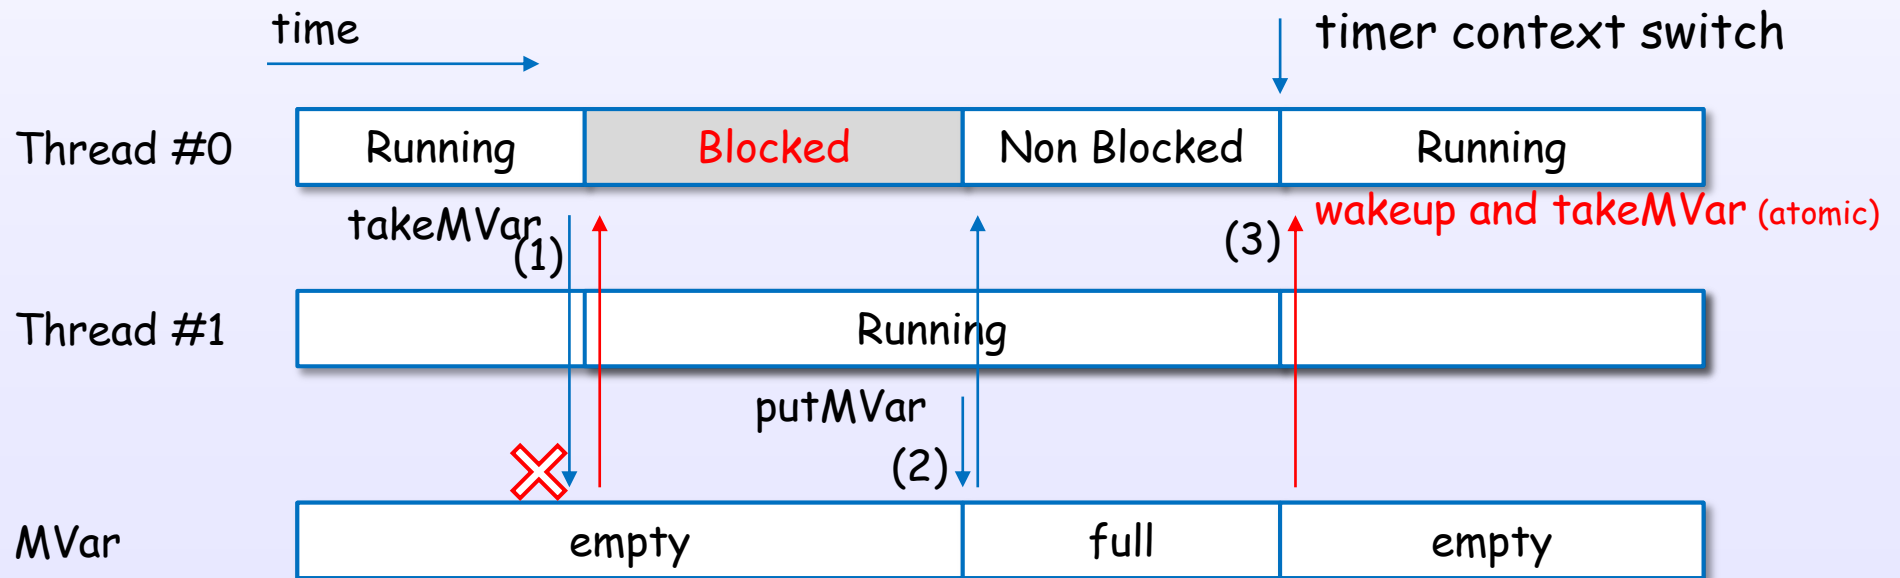 time
timer context switch
Thread #0
Running
Blocked
Non Blocked
Running
takeMVar
(1)
(3)
wakeup and takeMVar (atomic)
Thread #1
Running
putMVar
(2)
MVar
empty
full
empty